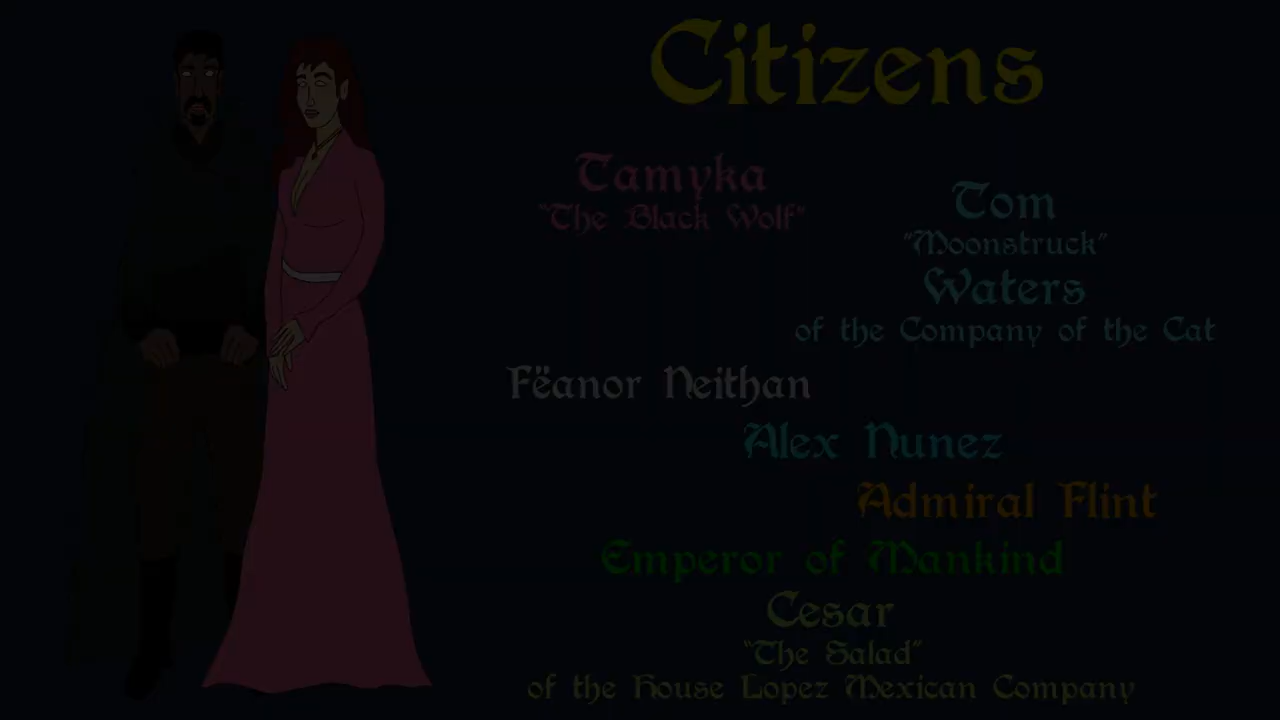 Citizens
Tamyka
"The Black Wolf"
Tom
"Moonstruck"
Waters
of the Company of the Cat
Fëanor Neithan
Alex Nunez
Admiral Flint
Emperor of Mankind
Cesar
"The Salad"
of the House Lopez Mexican Company